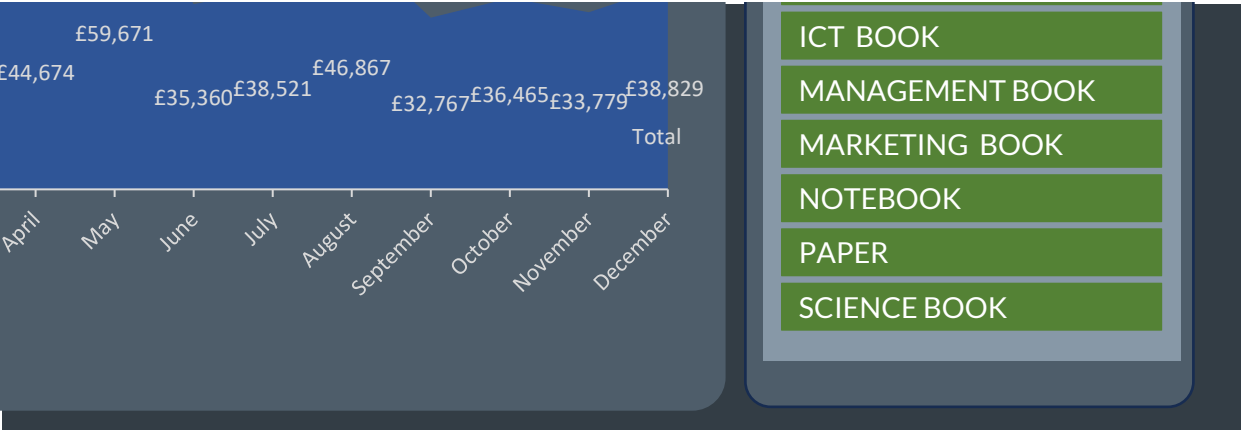 £59,671
£44,674
£46,867
£35,360
£38,521
£32,767
£36,465
£33,779
£38,829
Total
April
May
June
July
August
September
October
November
December
ICT BOOK
MANAGEMENT BOOK
MARKETING BOOK
NOTEBOOK
PAPER
SCIENCE BOOK